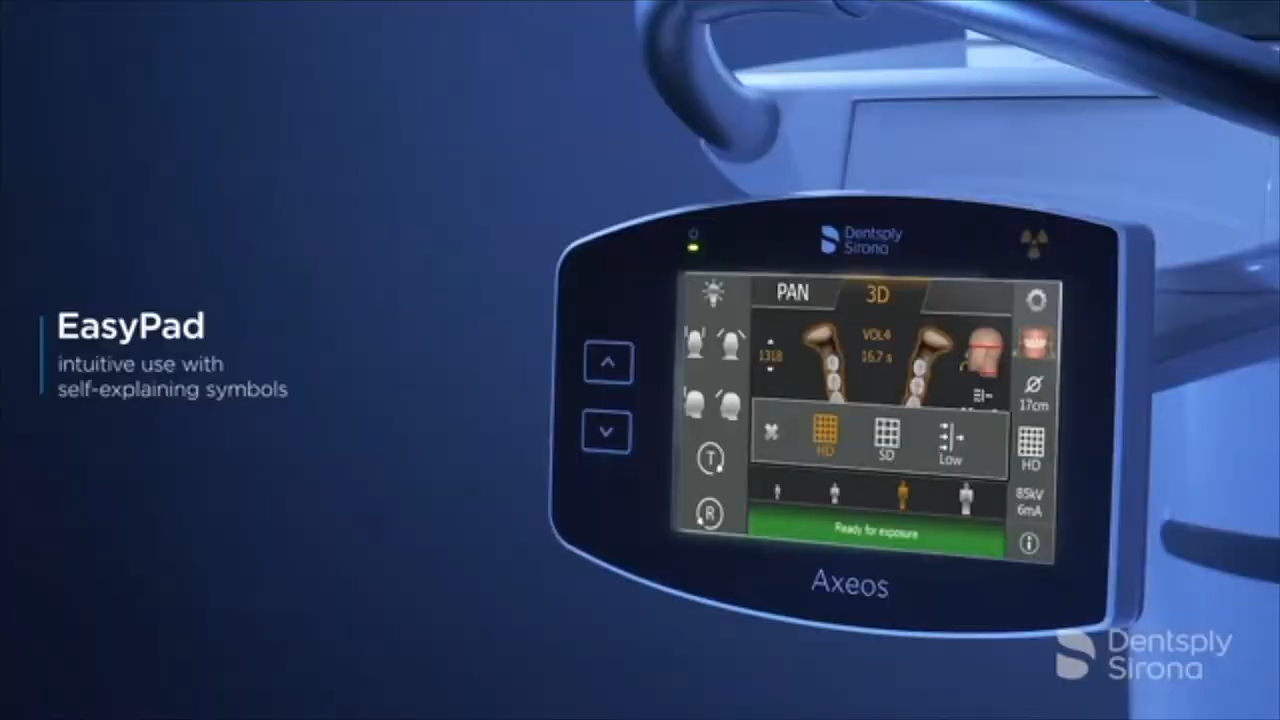 EasyPad
intuitive use with
self-explaining symbols
Dentsply
Sirona
PAN
3D
1318
VOL4
16,7 s
17cm
HD
SD
Low
HD
85kV
6mA
T
R
Ready for exposure
Axeos
Dentsply
Sirona